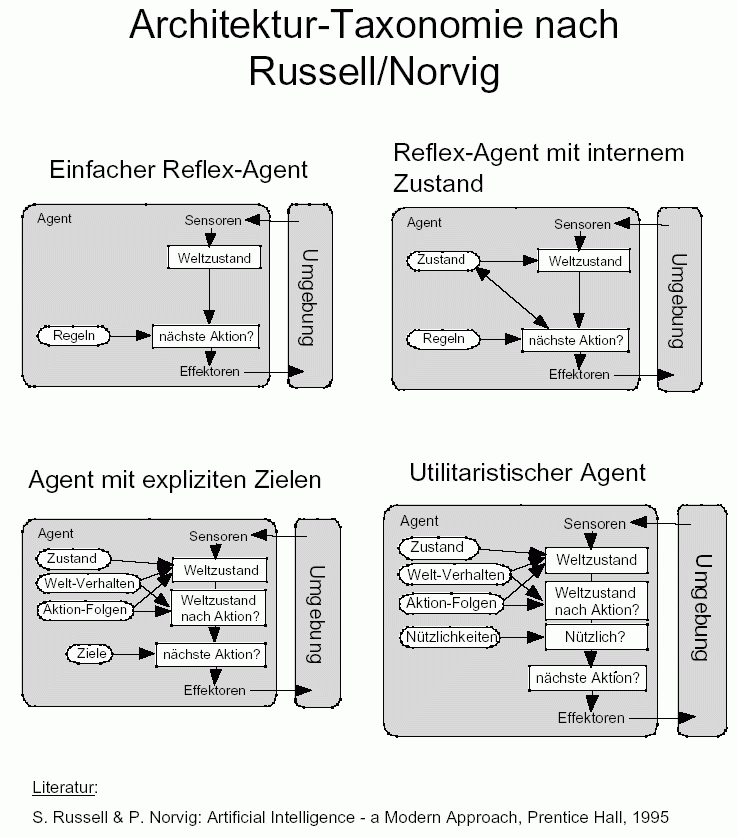 Architektur-Taxonomie nach
Russell/Norvig
Einfacher Reflex-Agent
Agent
Sensoren
Weltzustand
Regeln
nächste Aktion?
Effektoren
Umgebung
Reflex-Agent mit internem
Zustand
Agent
Sensoren
Zustand
Weltzustand
Regeln
nächste Aktion?
Effektoren
Umgebung
Agent mit expliziten Zielen
Agent
Sensoren
Zustand
Weltzustand
Welt-Verhalten
Aktion-Folgen
Weltzustand
nach Aktion?
Ziele
nächste Aktion?
Effektoren
Umgebung
Utilitaristischer Agent
Agent
Sensoren
Zustand
Weltzustand
Welt-Verhalten
Aktion-Folgen
Weltzustand
nach Aktion?
Nützlichkeiten
Nützlich?
nächste Aktion?
Effektoren
Umgebung
Literatur:
S. Russell & P. Norvig: Artificial Intelligence - a Modern Approach, Prentice Hall, 1995